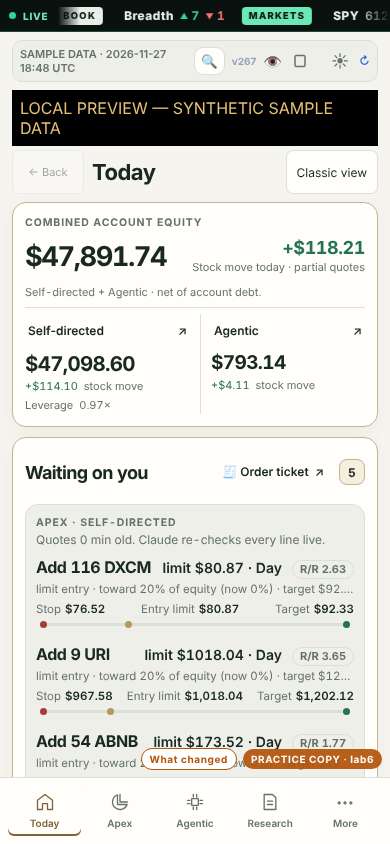 LIVE BOOK Breadth ▲ 7 ▼ 1 MARKETS SPY 612
SAMPLE DATA · 2026-11-27
18:48 UTC
v267
LOCAL PREVIEW — SYNTHETIC SAMPLE
DATA
← Back
Today
Classic view
COMBINED ACCOUNT EQUITY
$47,891.74
+$118.21
Stock move today · partial quotes
Self-directed + Agentic · net of account debt.
Self-directed ↗
$47,098.60
+$114.10 stock move
Leverage 0.97×
Agentic ↗
$793.14
+$4.11 stock move
Waiting on you
Order ticket ↗
5
APEX · SELF-DIRECTED
Quotes 0 min old. Claude re-checks every line live.
Add 116 DXCM limit $80.87 · Day R/R 2.63
limit entry · toward 20% of equity (now 0%) · target $92.…
Stop $76.52 Entry limit $80.87 Target $92.33
Add 9 URI limit $1018.04 · Day R/R 3.65
limit entry · toward 20% of equity (now 0%) · target $12…
Stop $967.58 Entry limit $1,018.04 Target $1,202.12
Add 54 ABNB limit $173.52 · Day R/R 1.77
limit entry · toward
What changed
PRACTICE COPY · lab6
Today
Apex
Agentic
Research
More